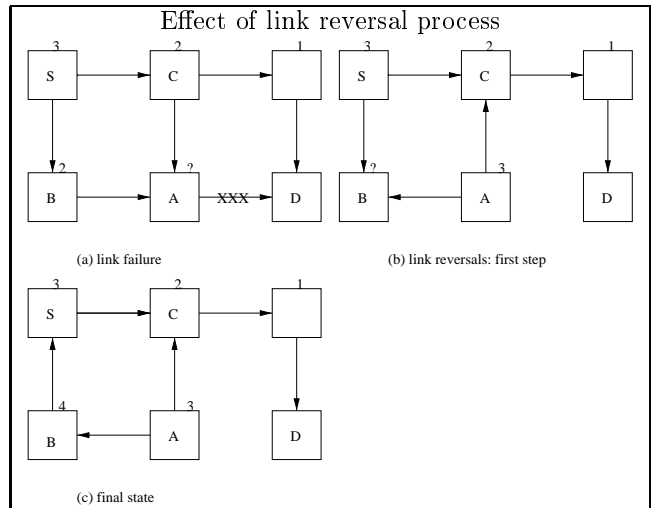 Effect of link reversal process
3 2 1
S C
2 ?
B A XXX D
(a) link failure
3 2 1
S C
? 3
B A D
(b) link reversals: first step
3 2 1
S C
4 3
B A D
(c) final state